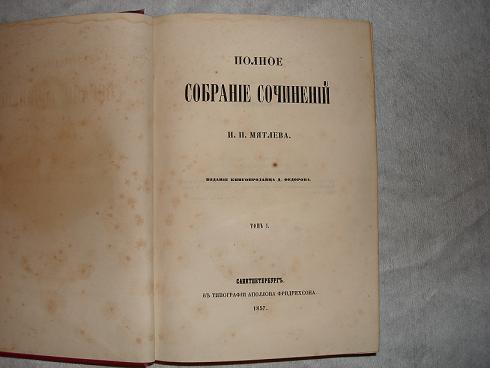 ПОЛНОЕ
СОБРАНІЕ СОЧИНЕНІЙ
И. П. МЯТЛЕВА.
ИЗДАНІЕ КНИГОПРОДАВЦА Д. ФЕДОРОВА.
ТОМЪ I.
САНКТПЕТЕРБУРГЪ.
ВЪ ТИПОГРАФІИ АПОЛЛОНА ФРИДРИХСОНА.
1857.